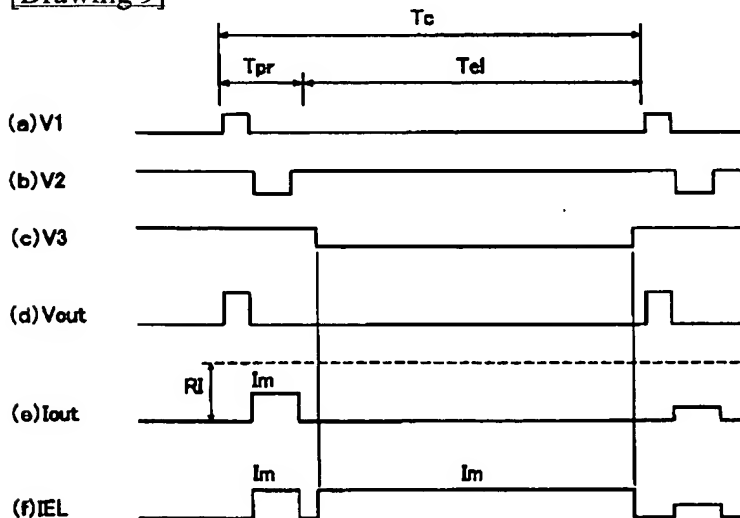 [Drawing 9]
Tc
Tpr Tel
(a)V1
(b)V2
(c)V3
(d)Vout
RI Im
(e)Iout
Im Im
(f)IEL